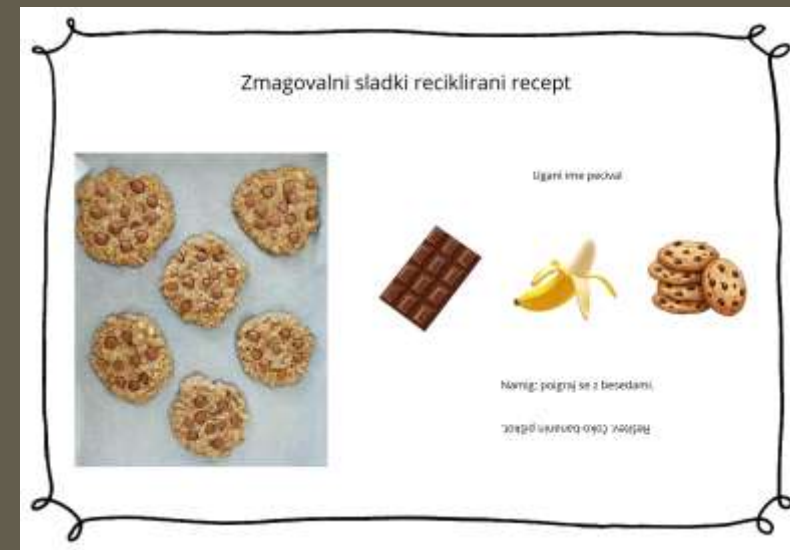 Zmagovalni sladki reciklirani recept
Ugani ime peciva!
Namig: poigraj se z besedami.
Rešitev: čoko bananin piškot.